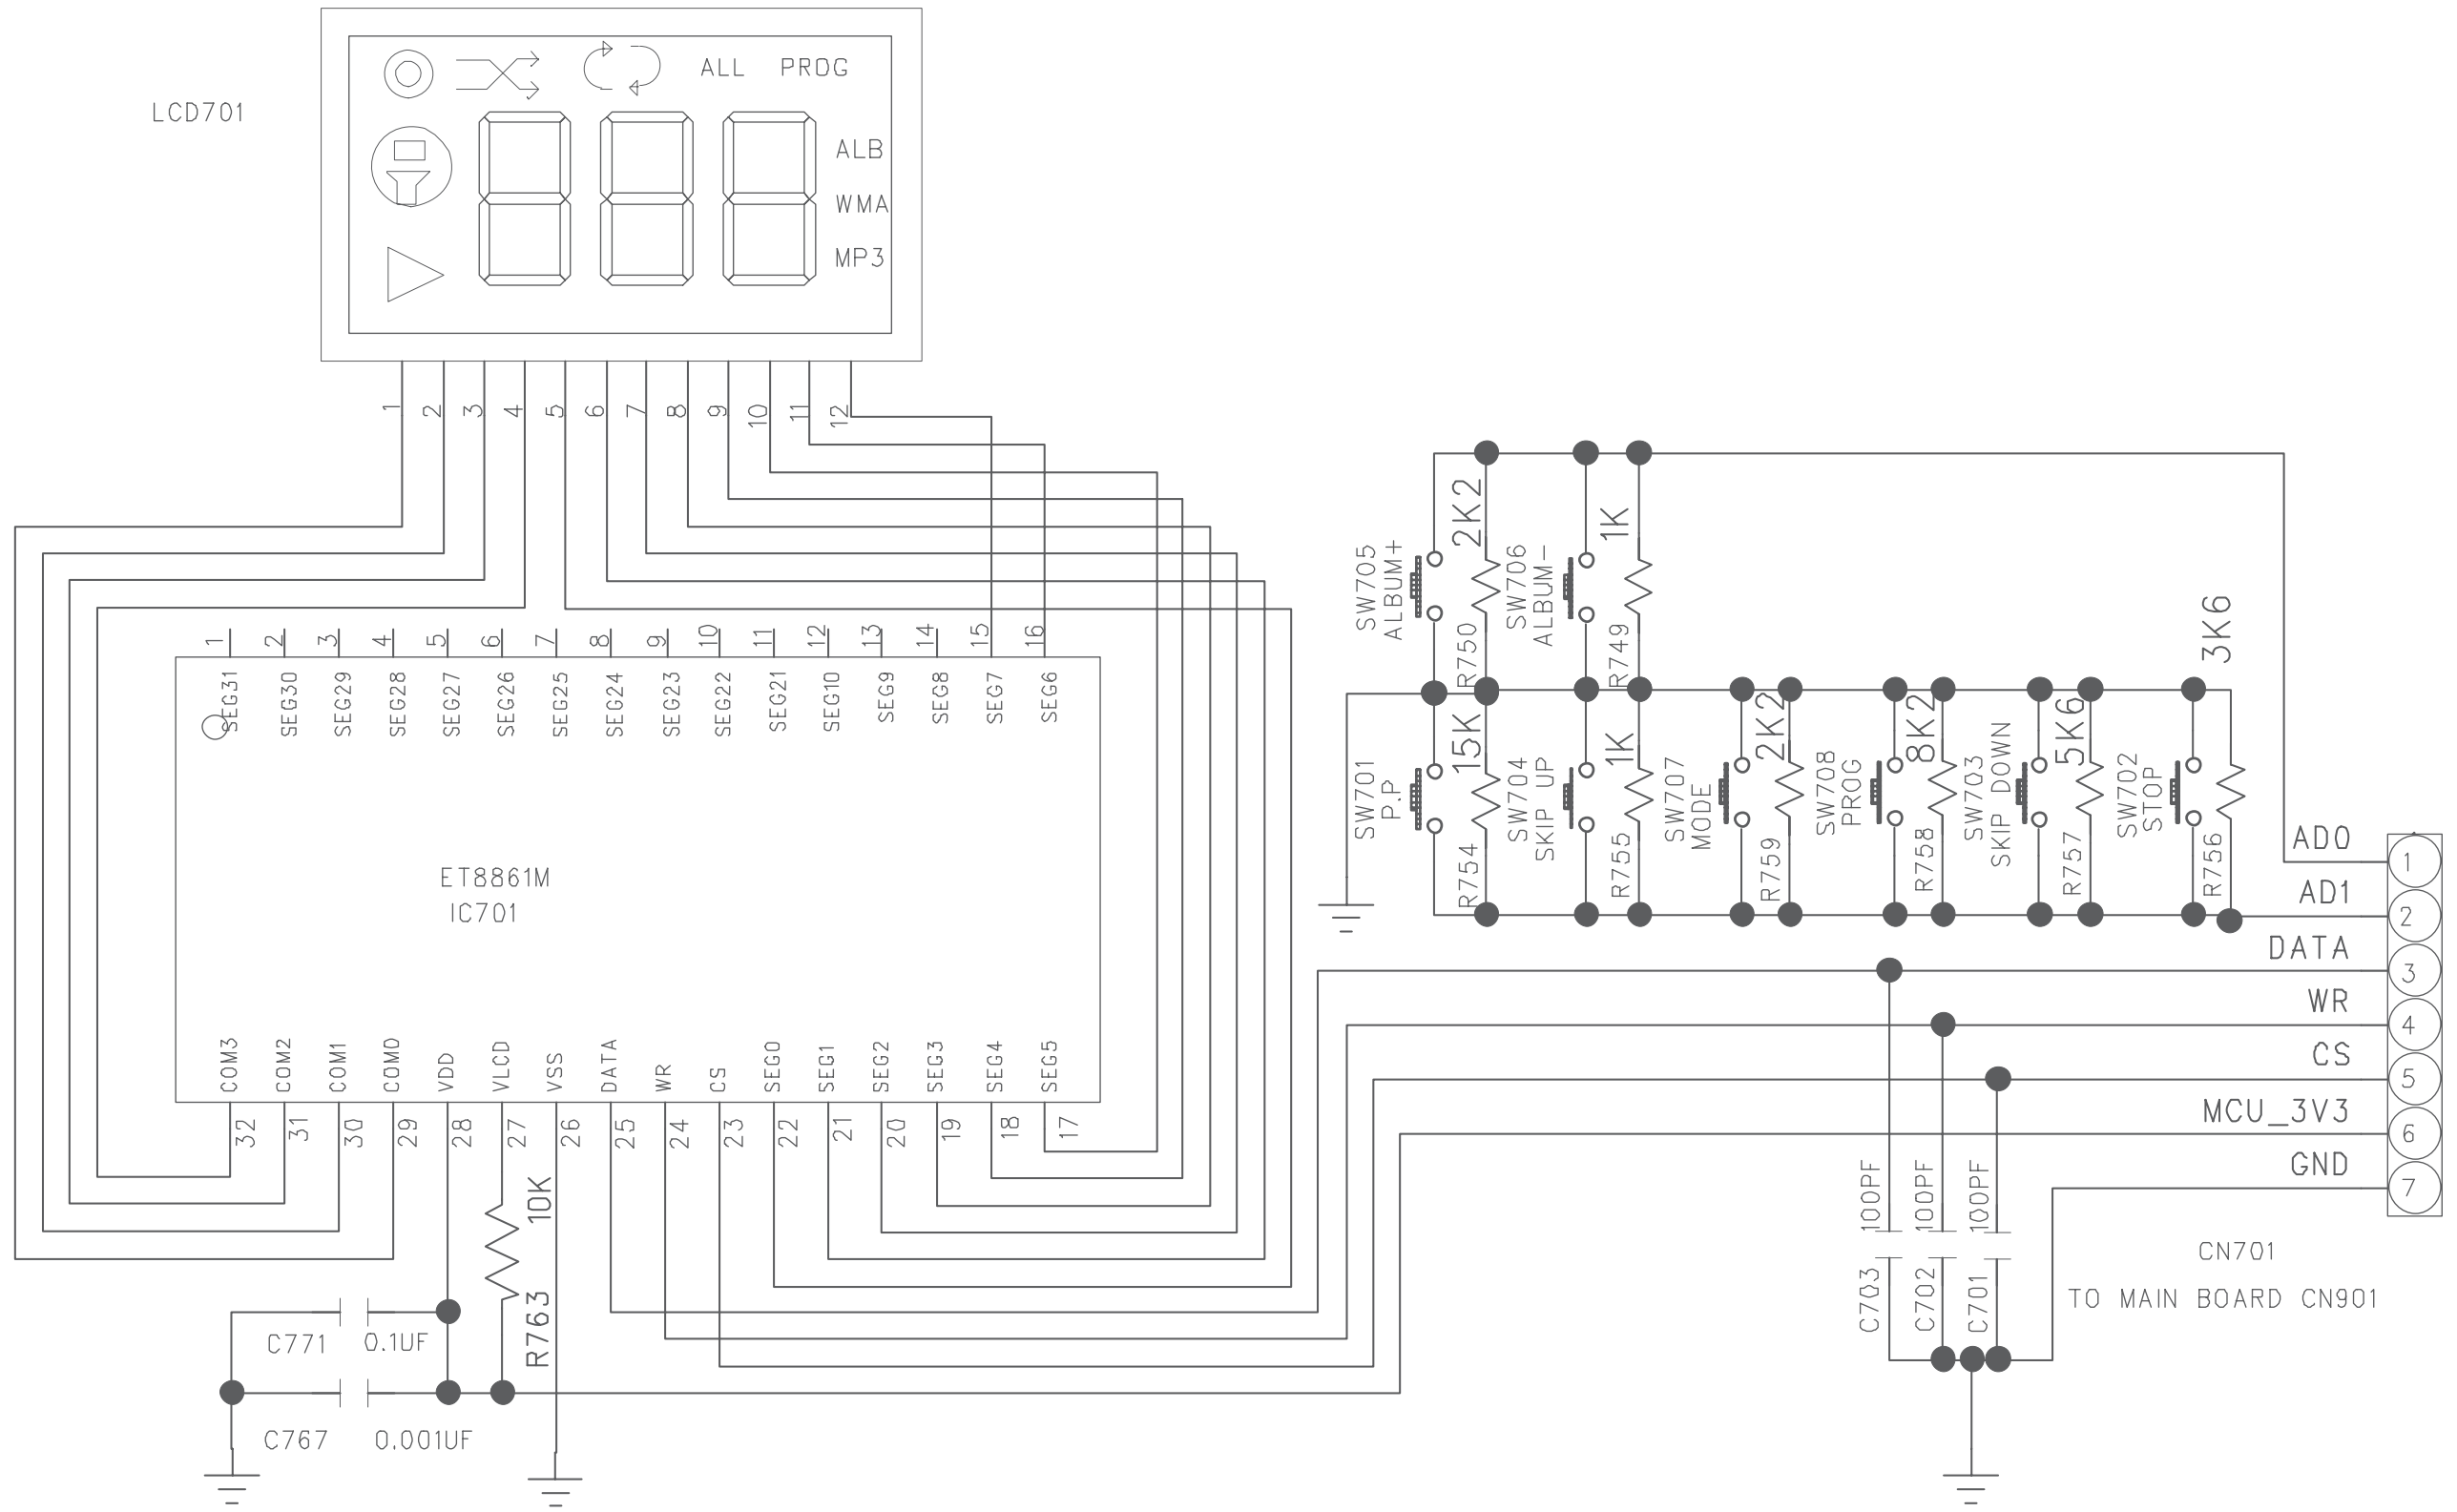 LCD701
ALL PROG
ALB
WMA
MP3
1 2 3 4 5 6 7 8 9 10 11 12
1 2 3 4 5 6 7 8 9 10 11 12 13 14 15 16
SEG31 SEG30 SEG29 SEG28 SEG27 SEG26 SEG25 SEG24 SEG23 SEG22 SEG21 SEG10 SEG9 SEG8 SEG7 SEG6
ET8861M
IC701
COM3 COM2 COM1 COM0 VDD VLCD VSS DATA WR CS SEG0 SEG1 SEG2 SEG3 SEG4 SEG5
32 31 30 29 28 27 26 25 24 23 22 21 20 19 18 17
10K
R763
C771 0.1UF
C767 0.001UF
SW705
ALBUM+
2K2
R750
SW706
ALBUM-
1K
R749
SW701
P.P
15K
R754
SW704
SKIP UP
1K
R755
SW707
MODE
2K2
R759
SW708
PROG
8K2
R758
SW703
SKIP DOWN
5K6
R757
SW702
STOP
3K6
R756
AD0 1
AD1 2
DATA 3
WR 4
CS 5
MCU_3V3 6
GND 7
100PF
C703
100PF
C702
100PF
C701
CN701
TO MAIN BOARD CN901